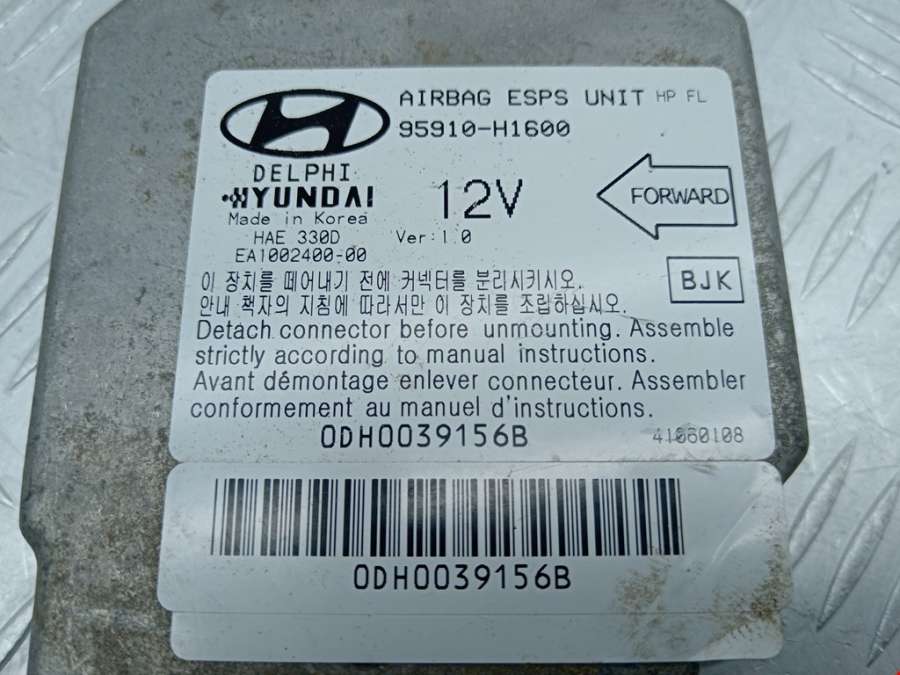 AIRBAG ESPS UNIT HP FL
95910-H1600
DELPHI
HYUNDAI
Made in Korea
12V
FORWARD
HAE 330D
Ver:1.0
EA1002400-00
BJK
이 장치를 떼어내기 전에 커넥터를 분리시키시오.
안내 책자의 지침에 따라서만 이 장치를 조립하십시오.
Detach connector before unmounting. Assemble
strictly according to manual instructions.
Avant démontage enlever connecteur. Assembler
conformement au manuel d'instructions.
0DH0039156B
41060108
0DH0039156B